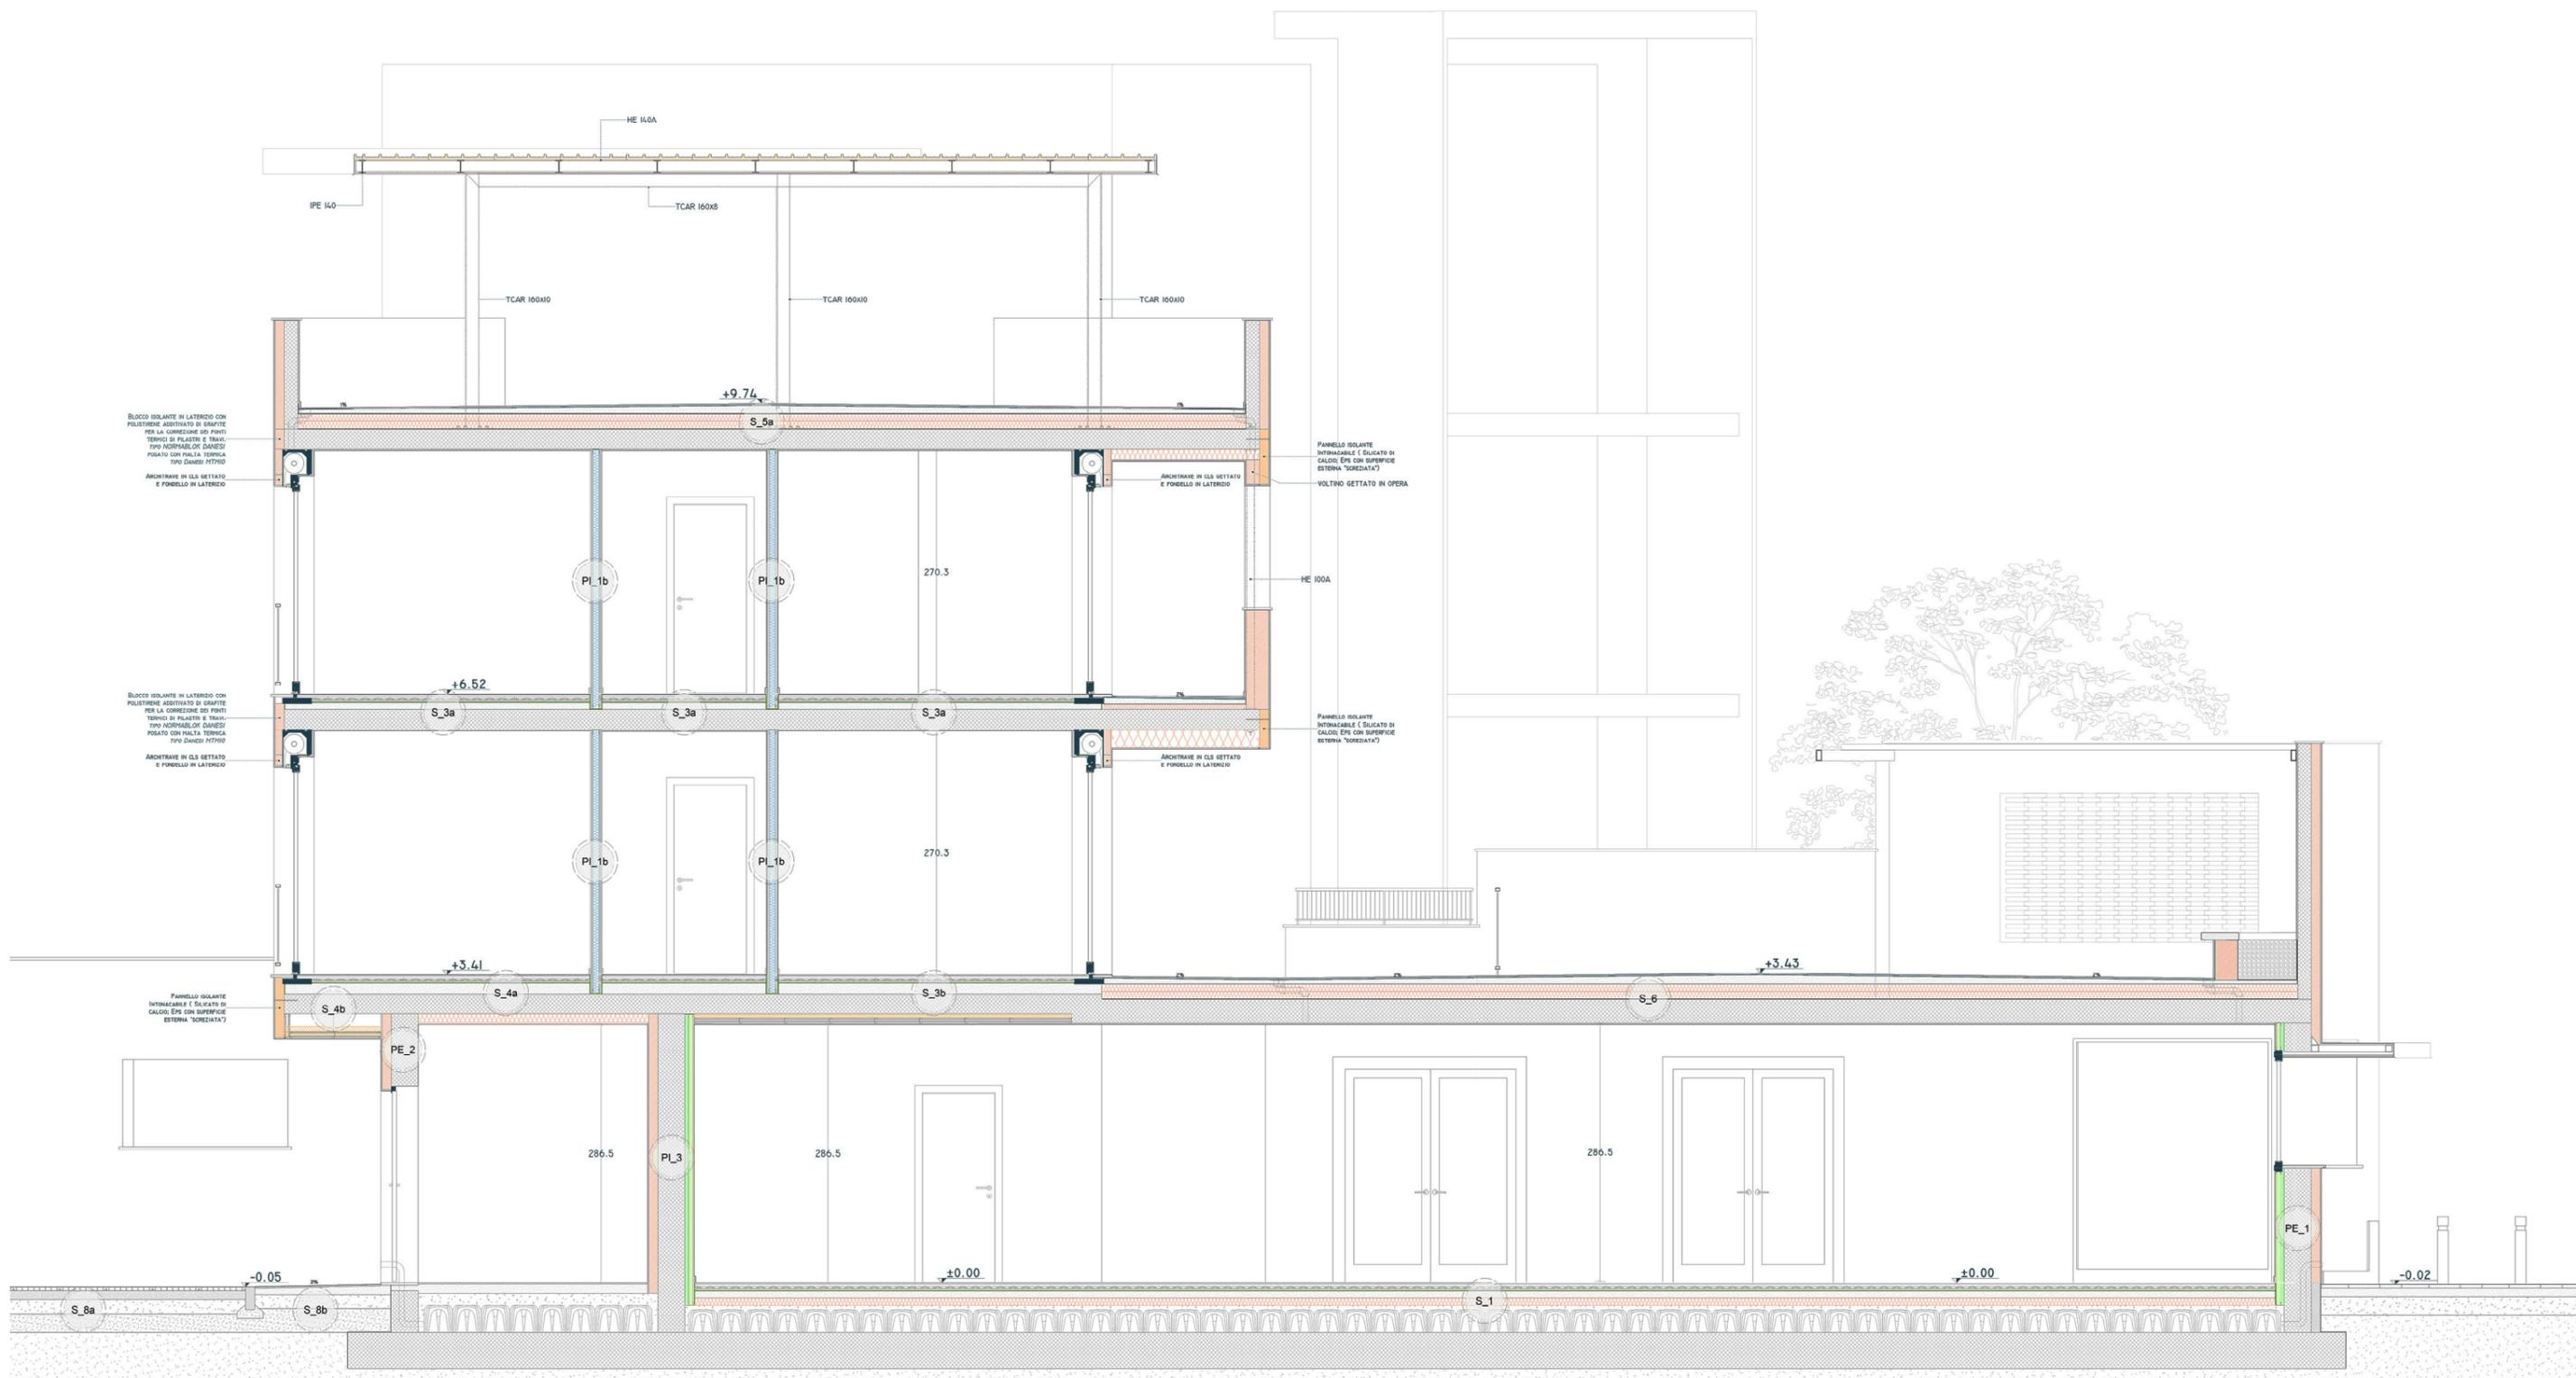 HE 140A
IPE 140
TCAR 160X8
TCAR 160X10
TCAR 160X10
TCAR 160X10
+9.74
1%
1%
S_5a
BLOCCO ISOLANTE IN LATERIZIO CON
POLISTIRENE ADDITIVATO DI GRAFITE
PER LA CORREZIONE DEI PONTI
TERMICI DI PILASTRI E TRAVI.
TIPO NORMABLOK DANESI
POSATO CON MALTA TERMICA
TIPO DANESI MTM10
ARCHITRAVE IN CLS GETTATO
E FONDELLO IN LATERIZIO
ARCHITRAVE IN CLS GETTATO
E FONDELLO IN LATERIZIO
PANNELLO ISOLANTE
INTONACABILE ( SILICATO DI
CALCIO; EPS CON SUPERFICIE
ESTERNA "SCREZIATA")
VOLTINO GETTATO IN OPERA
PI_1b
PI_1b
270.3
HE 100A
+6.52
2%
S_3a
S_3a
S_3a
BLOCCO ISOLANTE IN LATERIZIO CON
POLISTIRENE ADDITIVATO DI GRAFITE
PER LA CORREZIONE DEI PONTI
TERMICI DI PILASTRI E TRAVI.
TIPO NORMABLOK DANESI
POSATO CON MALTA TERMICA
TIPO DANESI MTM10
ARCHITRAVE IN CLS GETTATO
E FONDELLO IN LATERIZIO
PANNELLO ISOLANTE
INTONACABILE ( SILICATO DI
CALCIO; EPS CON SUPERFICIE
ESTERNA "SCREZIATA")
ARCHITRAVE IN CLS GETTATO
E FONDELLO IN LATERIZIO
PI_1b
PI_1b
270.3
+3.41
+3.43
2%
2%
2%
PANNELLO ISOLANTE
INTONACABILE ( SILICATO DI
CALCIO; EPS CON SUPERFICIE
ESTERNA "SCREZIATA")
S_4b
S_4a
S_3b
S_6
PE_2
286.5
PI_3
286.5
286.5
PE_1
-0.05
2%
±0.00
±0.00
-0.02
S_8a
S_8b
S_1